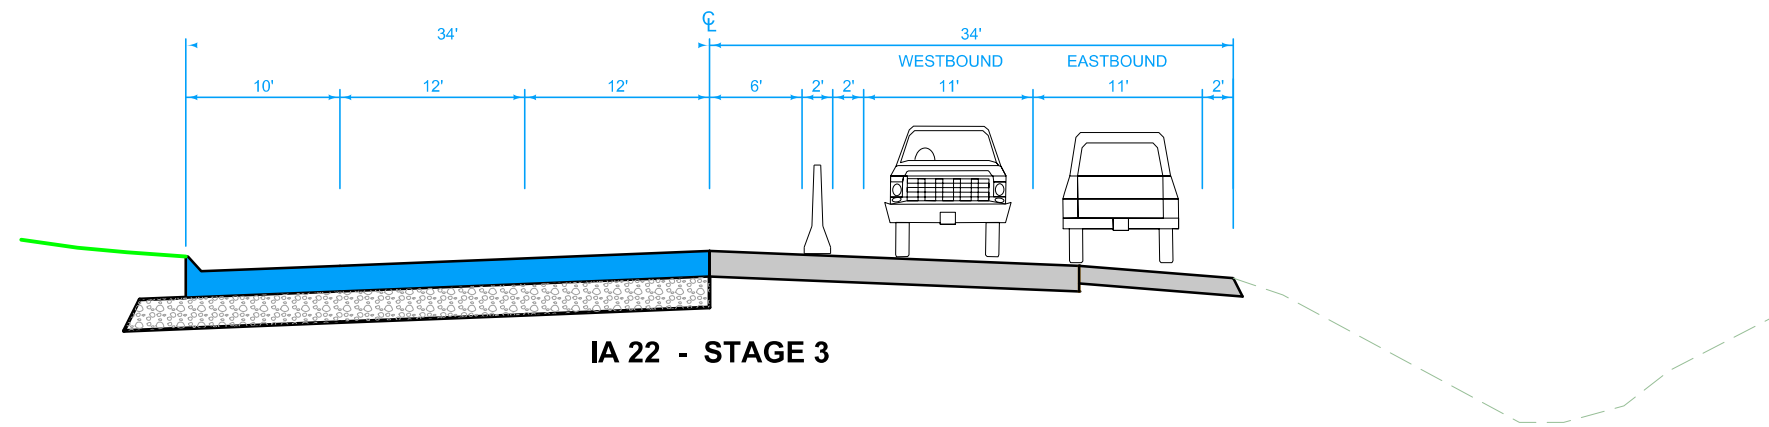 ℄
34' 34'
WESTBOUND EASTBOUND
10' 12' 12' 6' 2' 2' 11' 11' 2'
IA 22 - STAGE 3